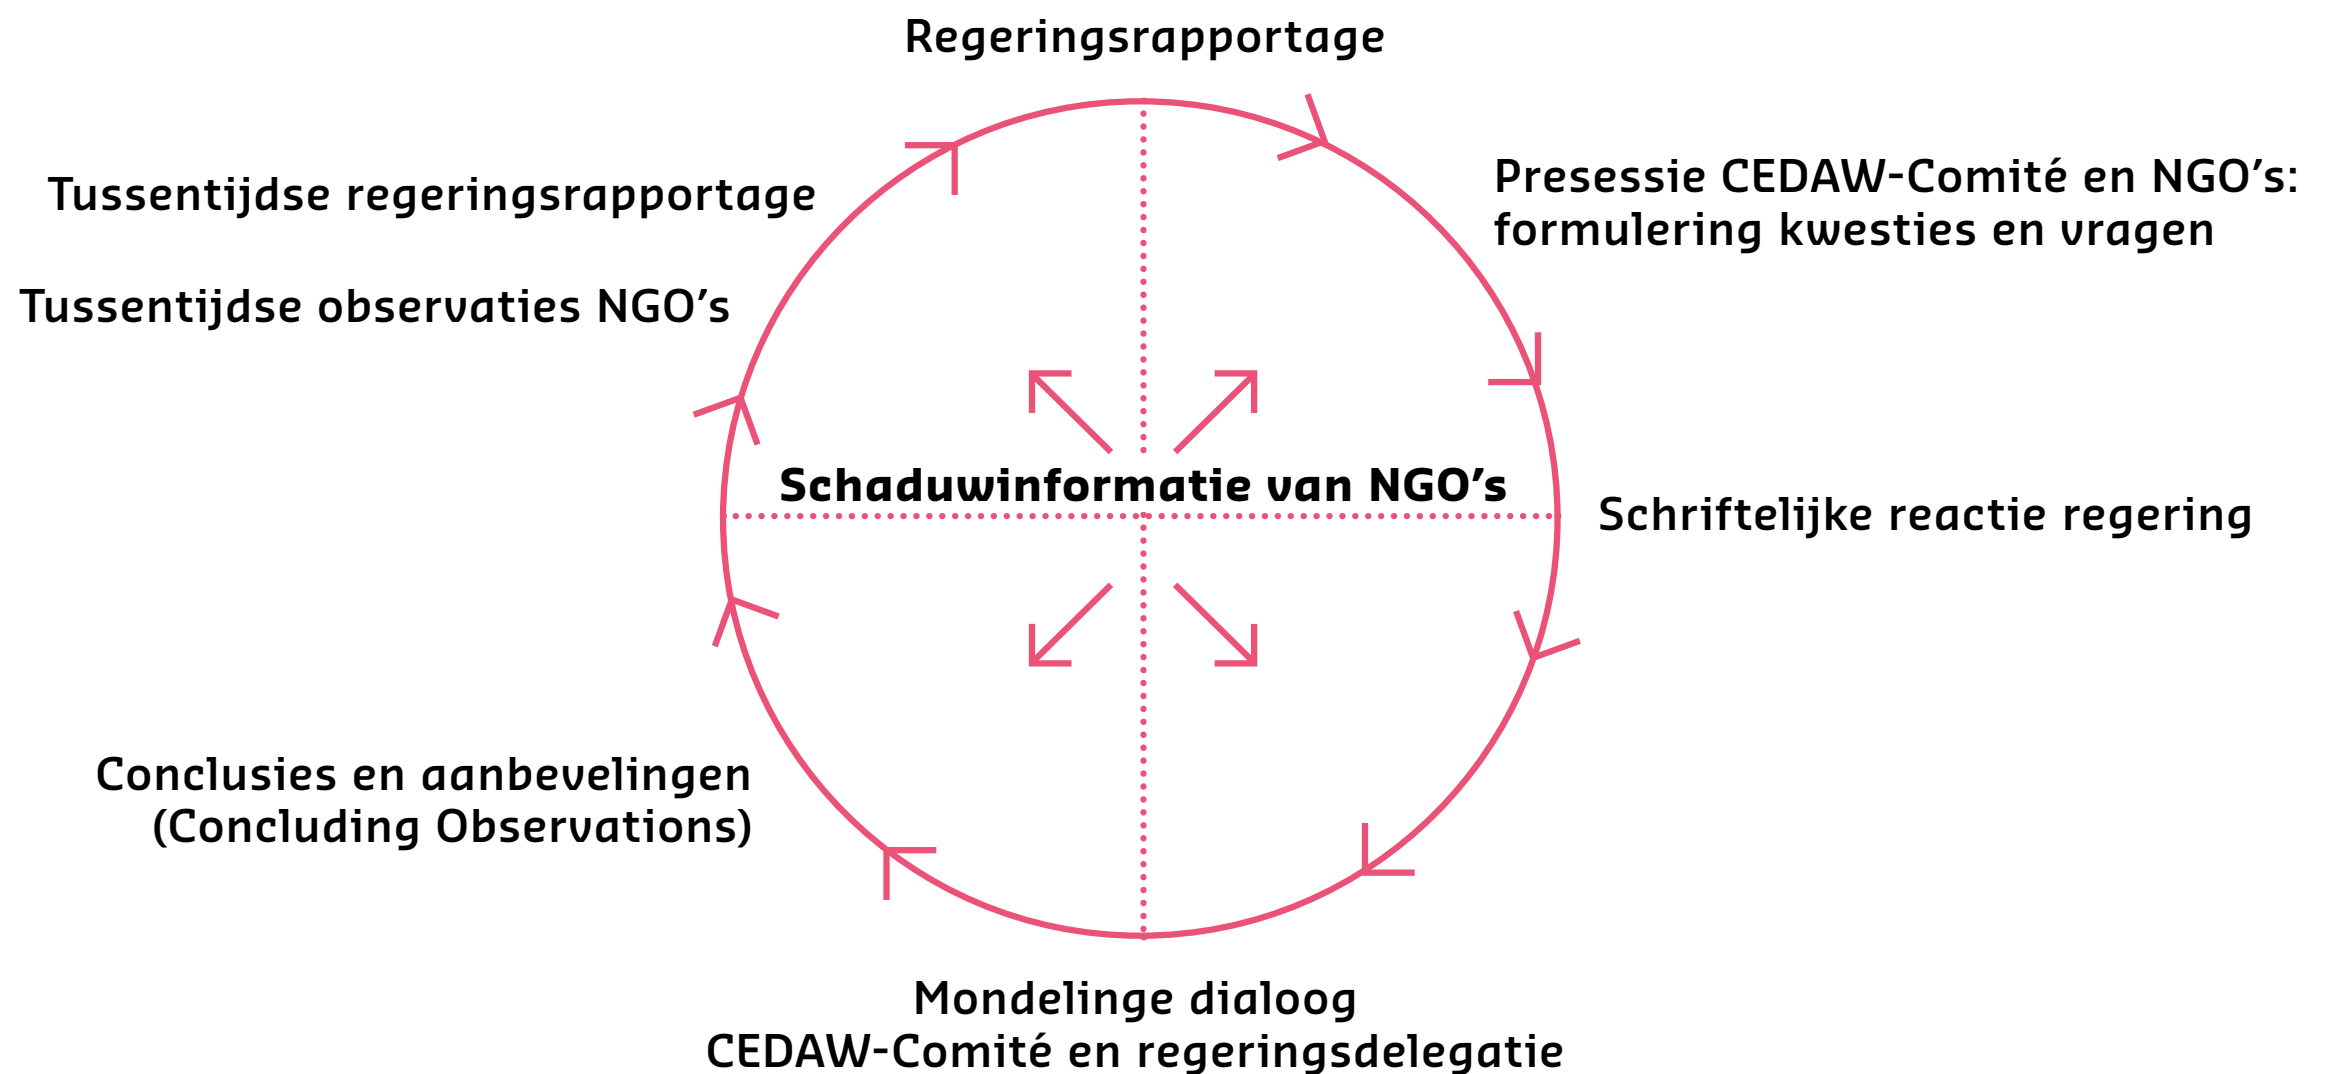 Regeringsrapportage
Presessie CEDAW-Comité en NGO’s:
formulering kwesties en vragen
Tussentijdse regeringsrapportage
Tussentijdse observaties NGO’s
Schaduwinformatie van NGO’s
Schriftelijke reactie regering
Conclusies en aanbevelingen
(Concluding Observations)
Mondelinge dialoog
CEDAW-Comité en regeringsdelegatie